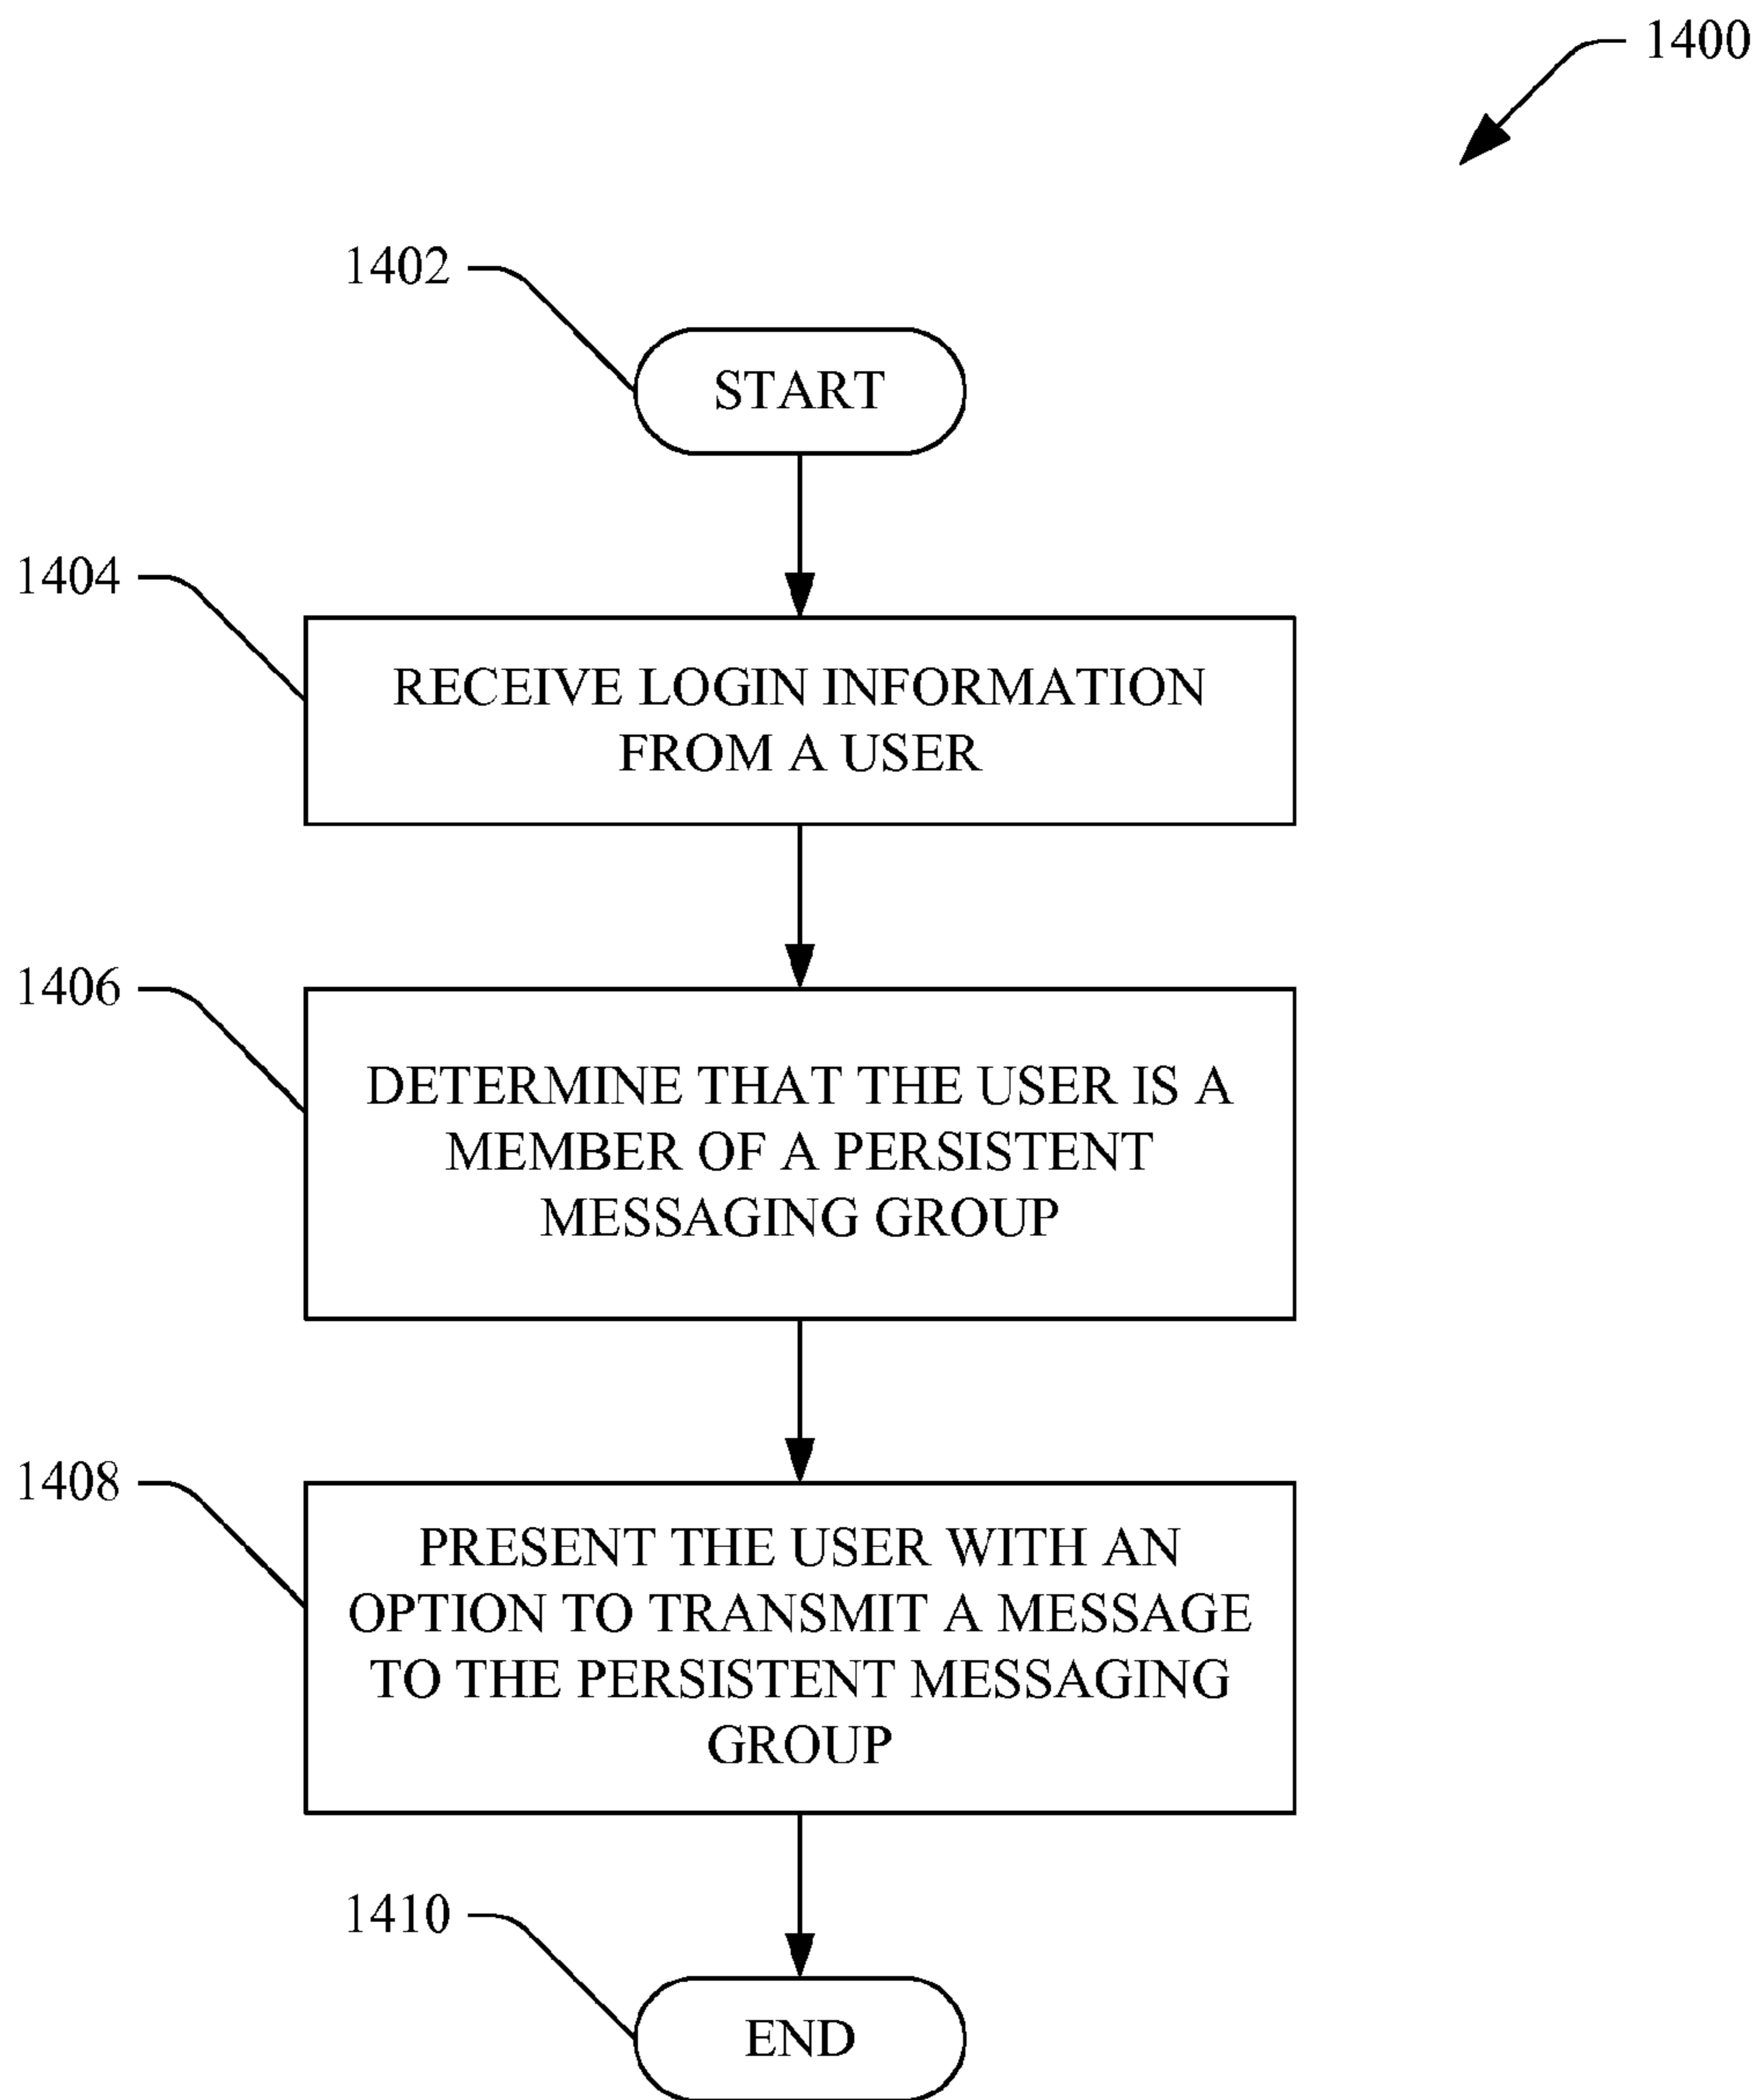 1400
1402
START
1404
RECEIVE LOGIN INFORMATION
FROM A USER
1406
DETERMINE THAT THE USER IS A
MEMBER OF A PERSISTENT
MESSAGING GROUP
1408
PRESENT THE USER WITH AN
OPTION TO TRANSMIT A MESSAGE
TO THE PERSISTENT MESSAGING
GROUP
1410
END